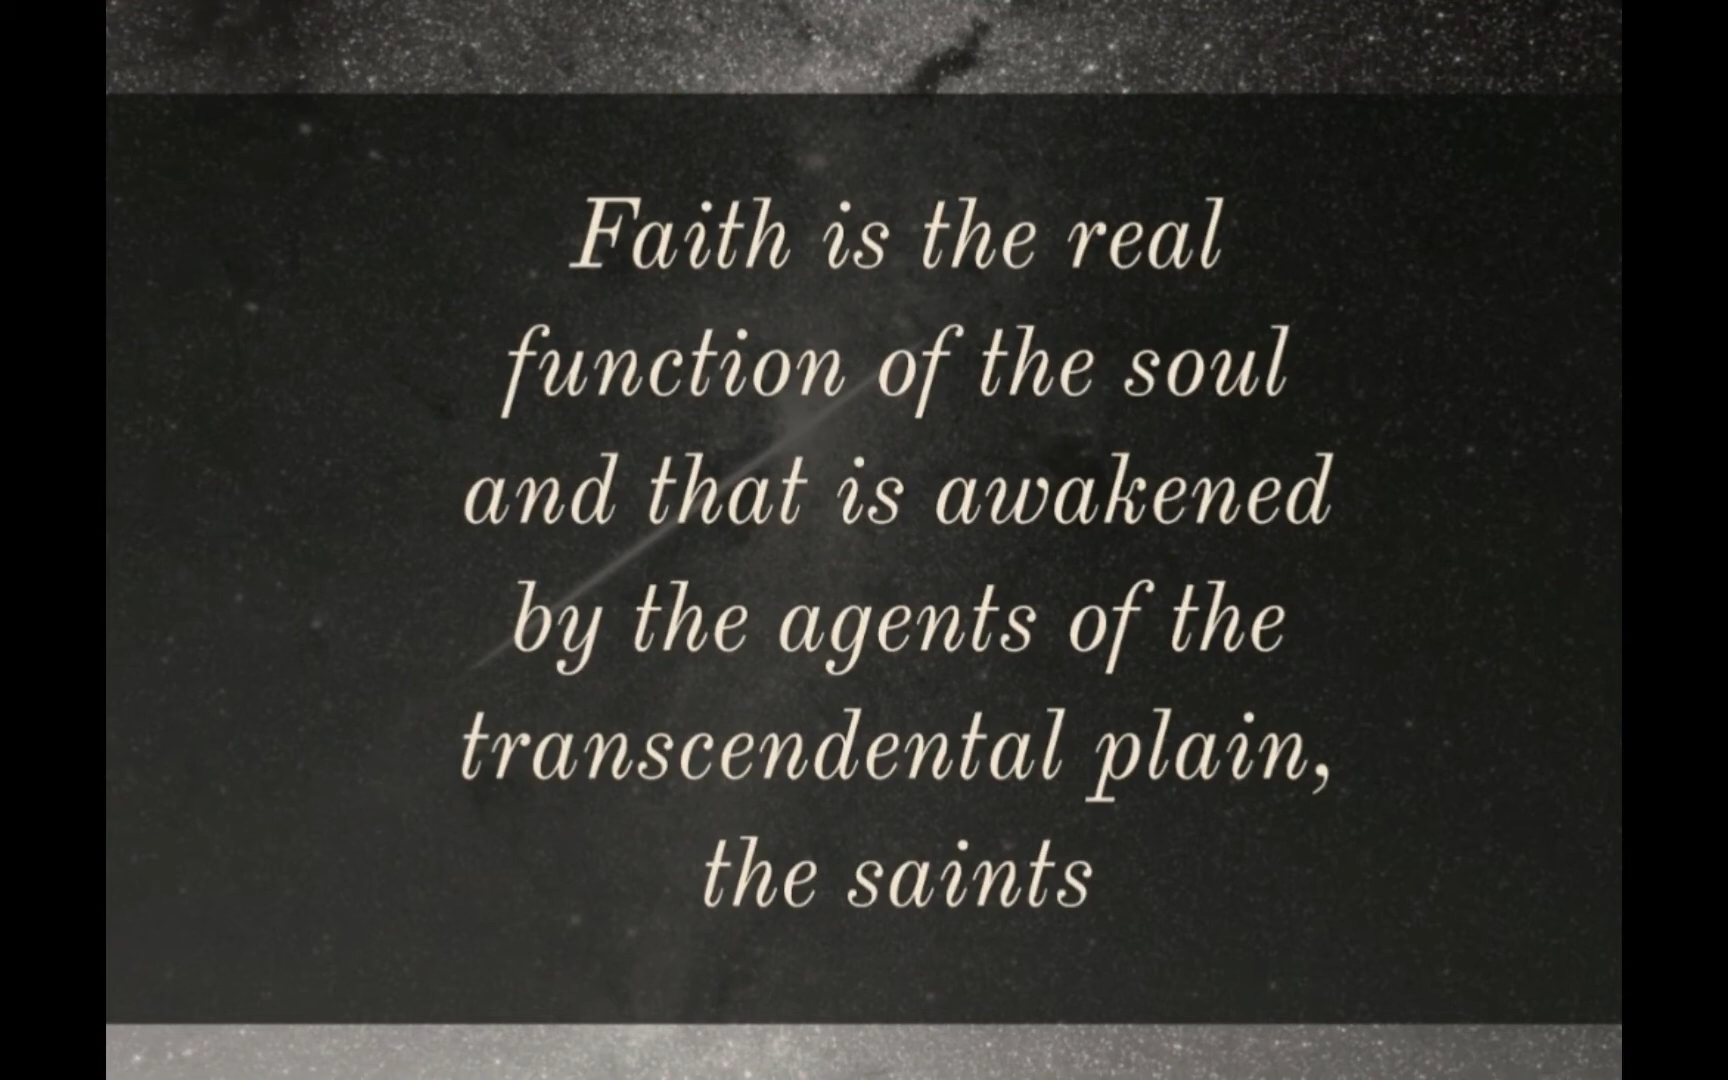 Faith is the real
function of the soul
and that is awakened
by the agents of the
transcendental plain,
the saints